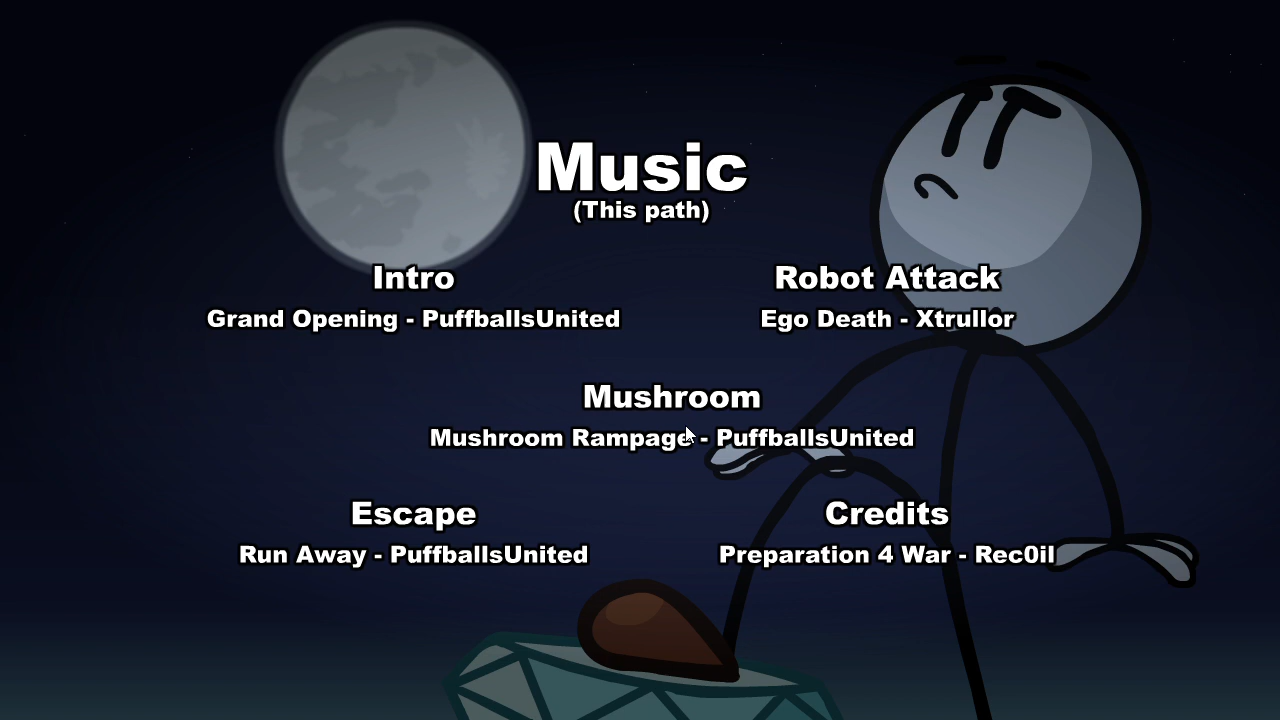 Music
(This path)
Intro
Grand Opening - PuffballsUnited
Robot Attack
Ego Death - Xtrullor
Mushroom
Mushroom Rampage - PuffballsUnited
Escape
Run Away - PuffballsUnited
Credits
Preparation 4 War - Rec0il